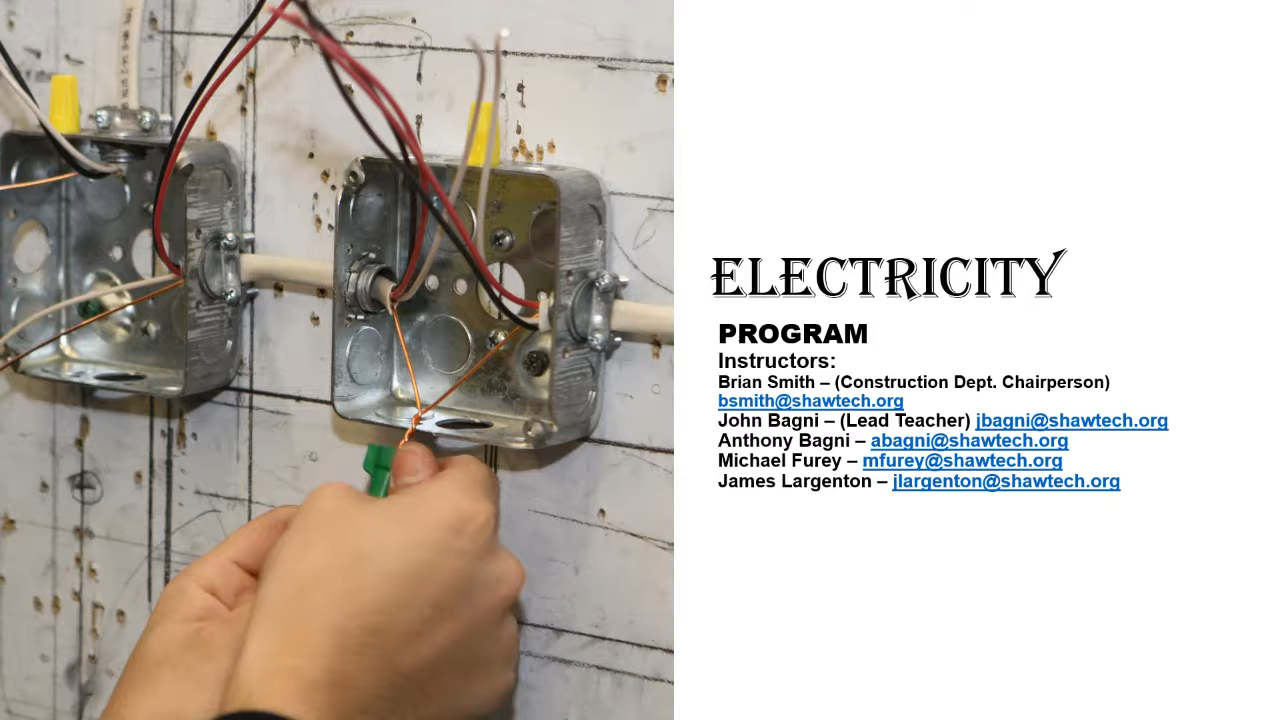 ELECTRICITY
PROGRAM
Instructors:
Brian Smith – (Construction Dept. Chairperson)
bsmith@shawtech.org
John Bagni – (Lead Teacher) jbagni@shawtech.org
Anthony Bagni – abagni@shawtech.org
Michael Furey – mfurey@shawtech.org
James Largenton – jlargenton@shawtech.org